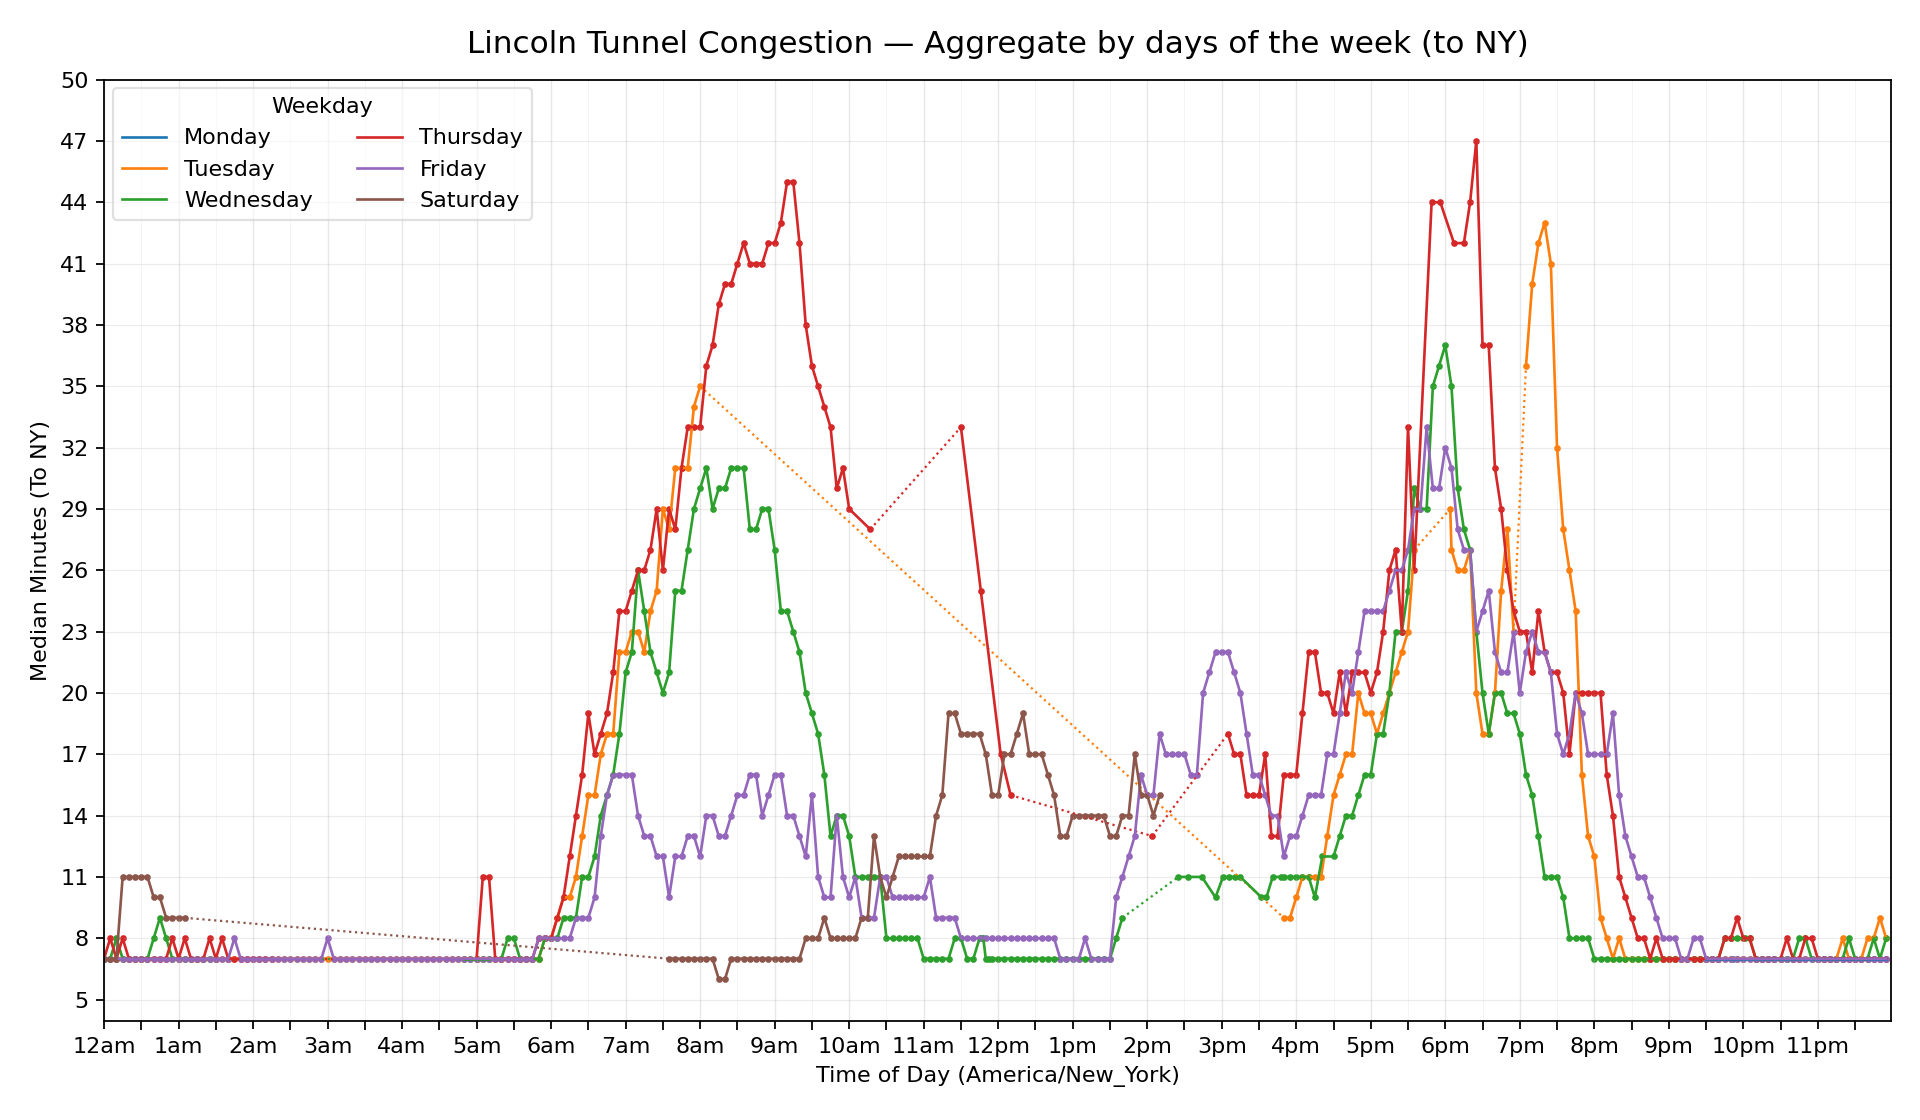 Lincoln Tunnel Congestion — Aggregate by days of the week (to NY)
Weekday
Monday
Tuesday
Wednesday
Thursday
Friday
Saturday
Median Minutes (To NY)
50
47
44
41
38
35
32
29
26
23
20
17
14
11
8
5
12am 1am 2am 3am 4am 5am 6am 7am 8am 9am 10am 11am 12pm 1pm 2pm 3pm 4pm 5pm 6pm 7pm 8pm 9pm 10pm 11pm
Time of Day (America/New_York)